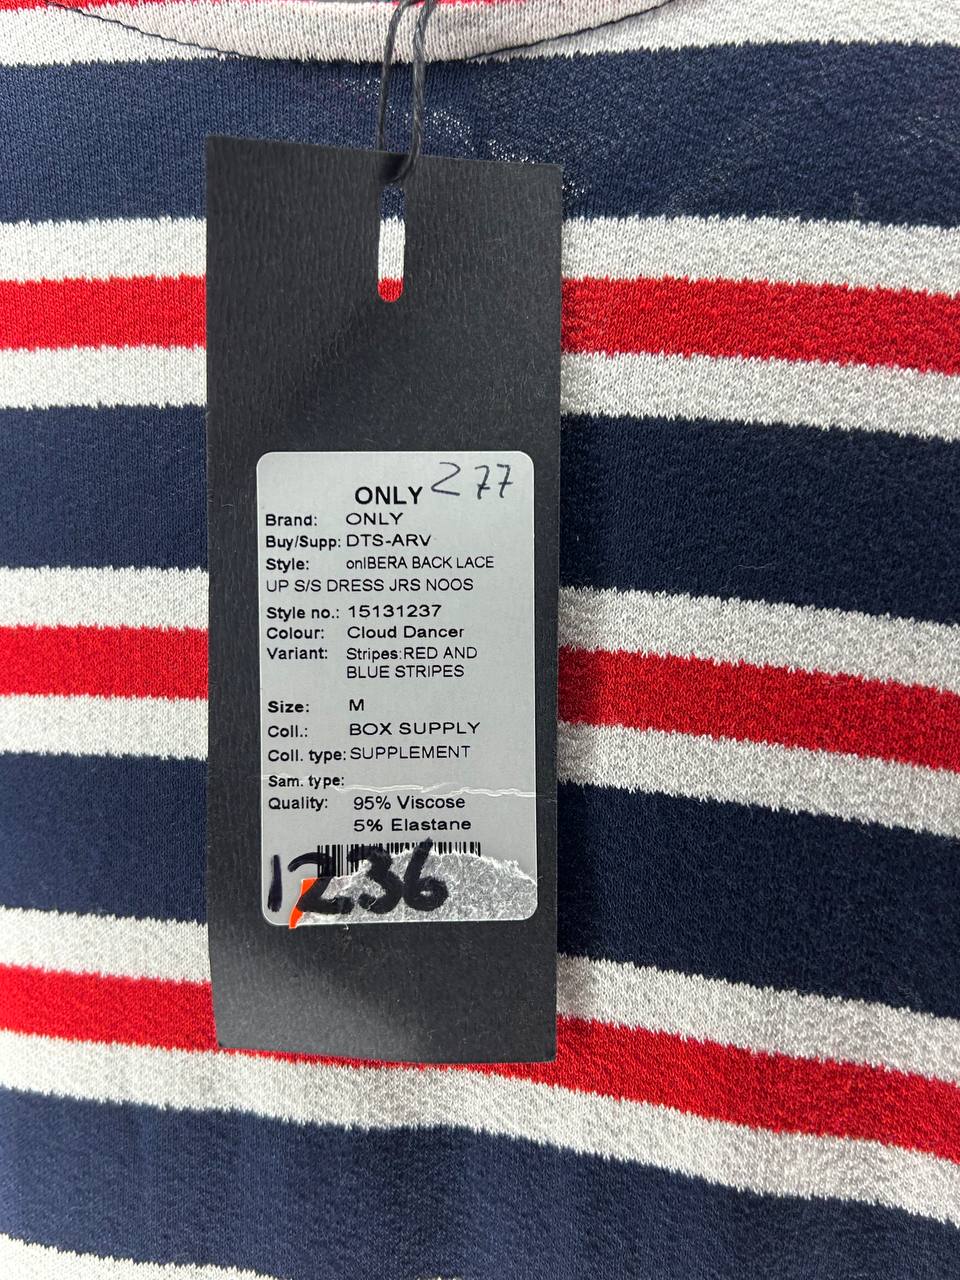 ONLY 277
Brand: ONLY
Buy/Supp: DTS-ARV
Style: onlBERA BACK LACE
UP S/S DRESS JRS NOOS
Style no.: 15131237
Colour: Cloud Dancer
Variant: Stripes:RED AND
BLUE STRIPES
Size: M
Coll.: BOX SUPPLY
Coll. type: SUPPLEMENT
Sam. type:
Quality: 95% Viscose
5% Elastane
1236